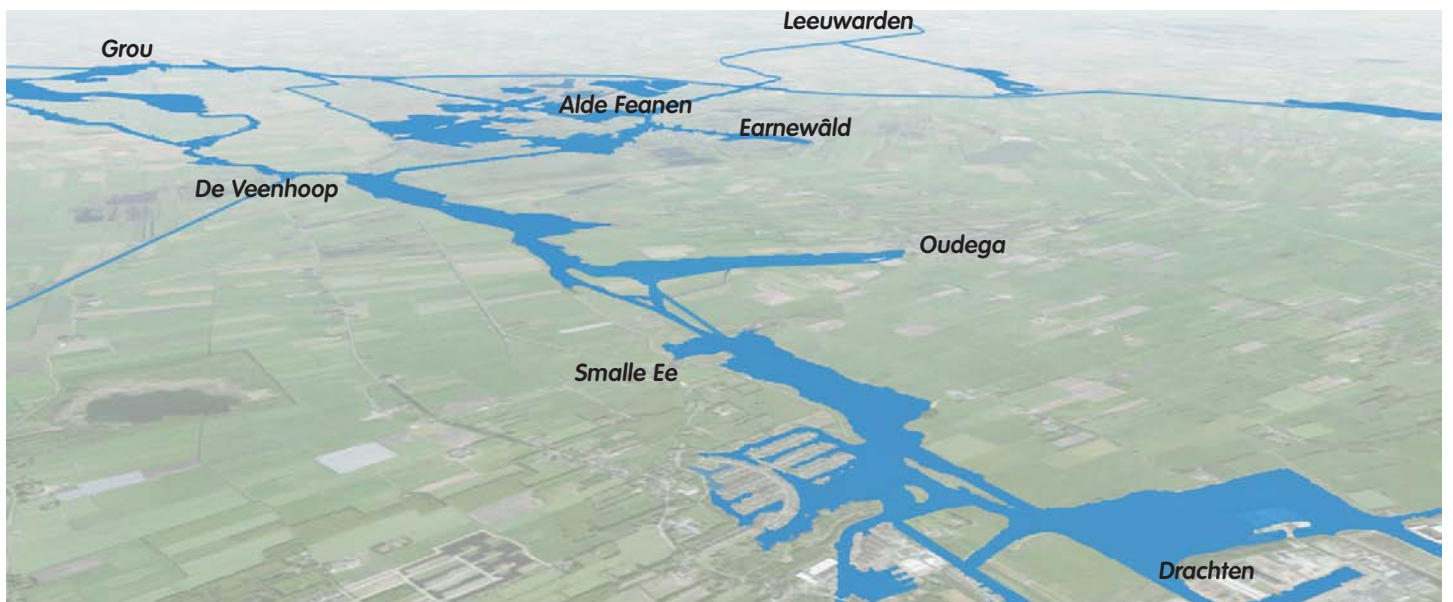 Leeuwarden
Grou
Alde Feanen
Earnewâld
De Veenhoop
Oudega
Smalle Ee
Drachten